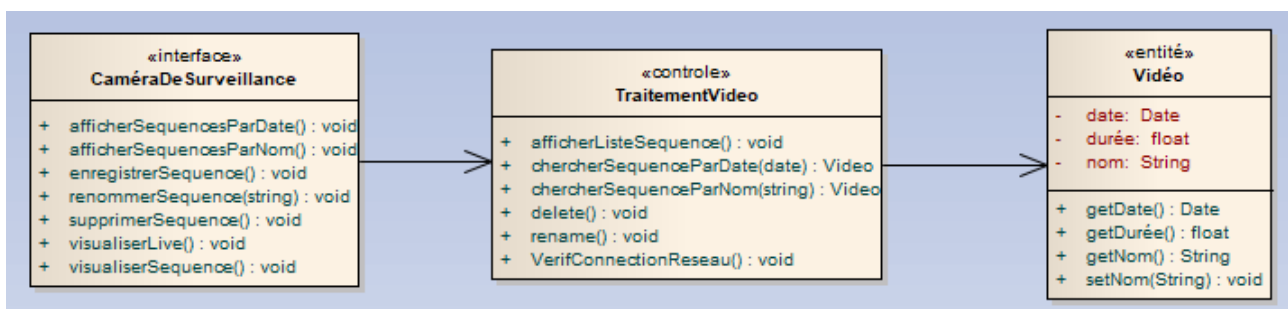 «interface»
CaméraDeSurveillance
+ afficherSequencesParDate() : void
+ afficherSequencesParNom() : void
+ enregistrerSequence() : void
+ renommerSequence(string) : void
+ supprimerSequence() : void
+ visualiserLive() : void
+ visualiserSequence() : void
«controle»
TraitementVideo
+ afficherListeSequence() : void
+ chercherSequenceParDate(date) : Video
+ chercherSequenceParNom(string) : Video
+ delete() : void
+ rename() : void
+ VerifConnectionReseau() : void
«entité»
Vidéo
- date: Date
- durée: float
- nom: String
+ getDate() : Date
+ getDurée() : float
+ getNom() : String
+ setNom(String) : void